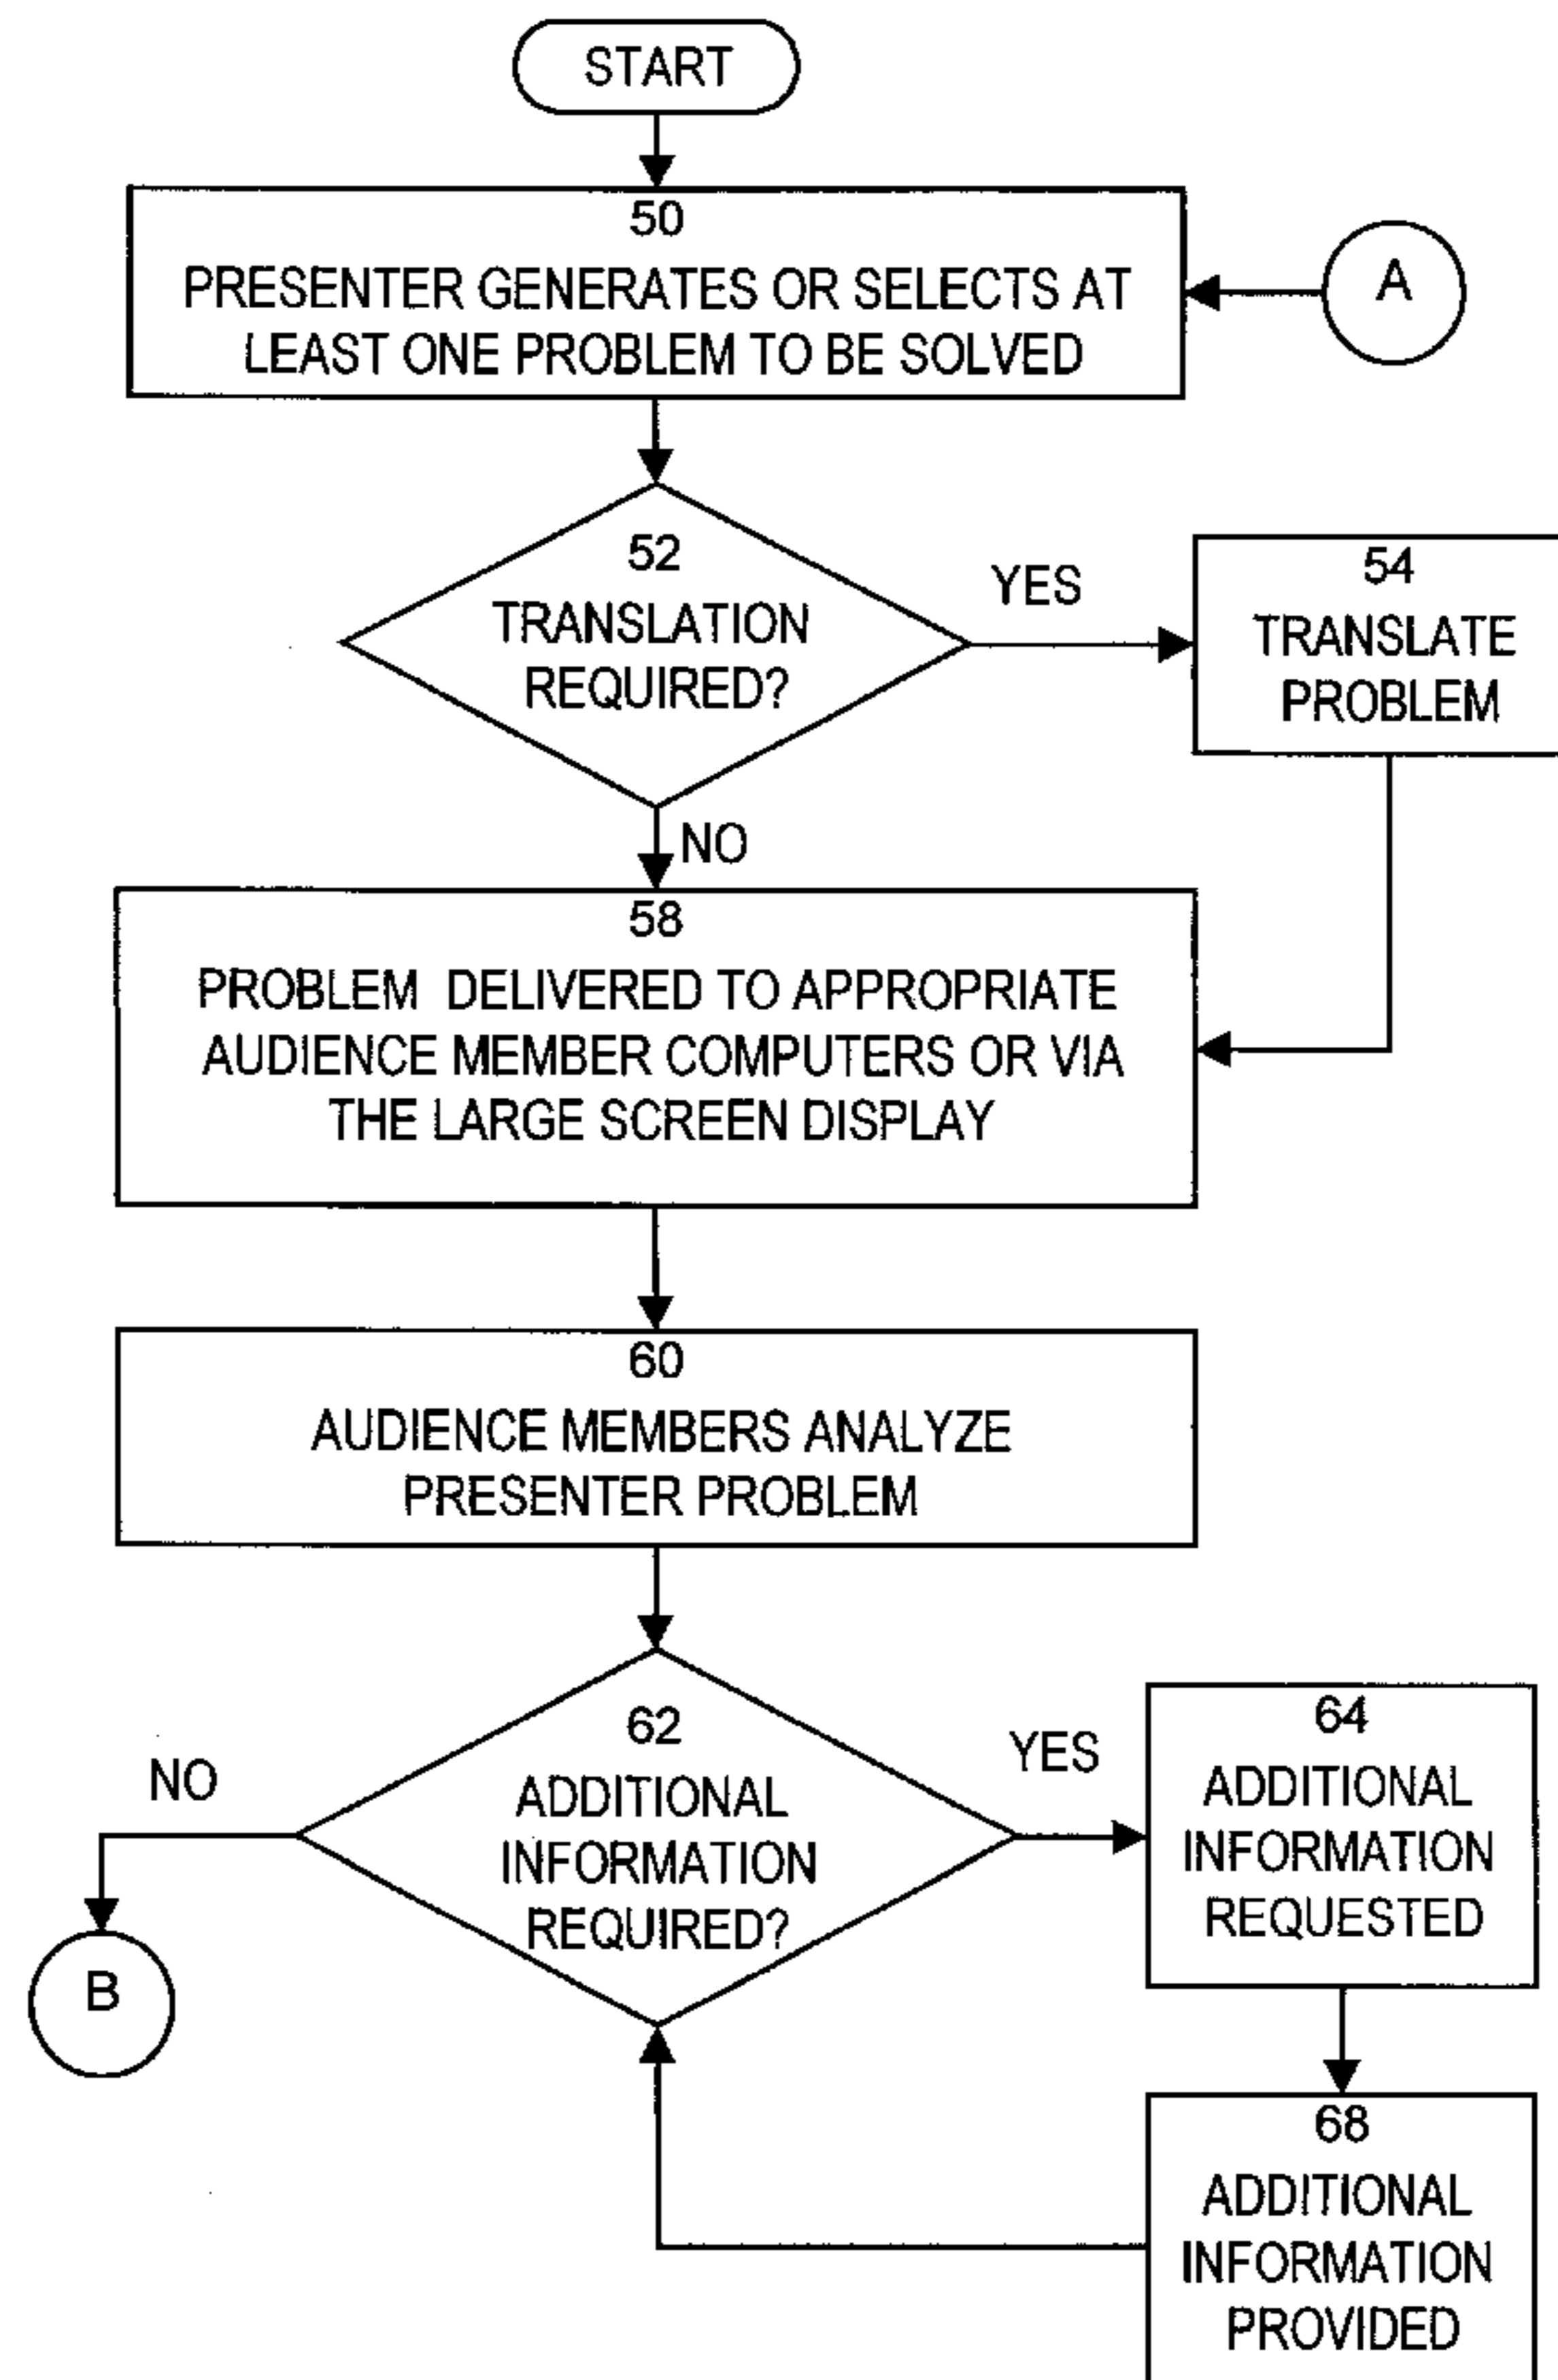 START
50
PRESENTER GENERATES OR SELECTS AT
LEAST ONE PROBLEM TO BE SOLVED
A
52
TRANSLATION
REQUIRED?
YES
54
TRANSLATE
PROBLEM
NO
58
PROBLEM DELIVERED TO APPROPRIATE
AUDIENCE MEMBER COMPUTERS OR VIA
THE LARGE SCREEN DISPLAY
60
AUDIENCE MEMBERS ANALYZE
PRESENTER PROBLEM
62
ADDITIONAL
INFORMATION
REQUIRED?
NO
B
YES
64
ADDITIONAL
INFORMATION
REQUESTED
68
ADDITIONAL
INFORMATION
PROVIDED